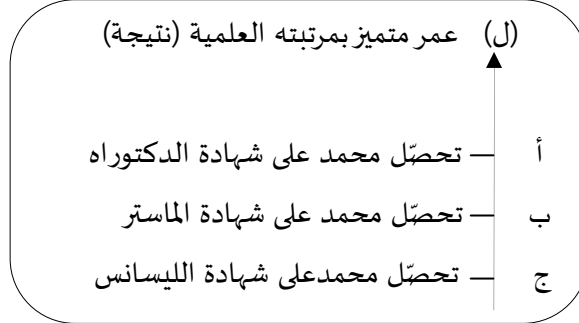 (ل) عمر متميز بمرتبته العلمية (نتيجة)
أ – تحصّل محمد على شهادة الدكتوراه
ب – تحصّل محمد على شهادة الماستر
ج – تحصّل محمدعلى شهادة الليسانس